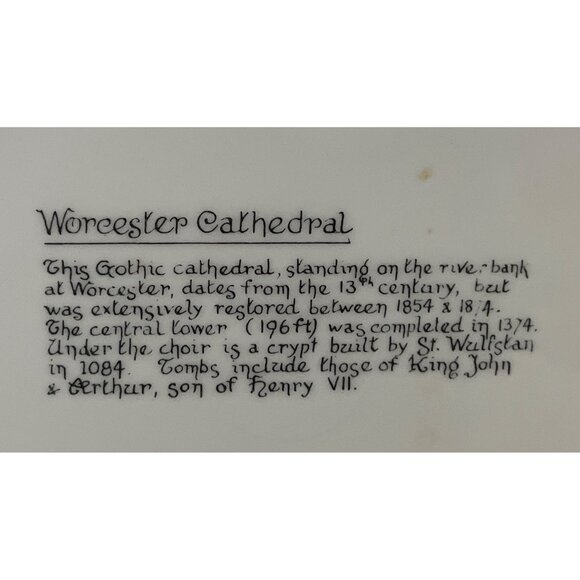 Worcester Cathedral
This Gothic cathedral, standing on the river bank
at Worcester, dates from the 13th century, but
was extensively restored between 1854 & 1874.
The central tower (196ft) was completed in 1374.
Under the choir is a crypt built by St. Wulfstan
in 1084. Tombs include those of King John
& Arthur, son of Henry VII.